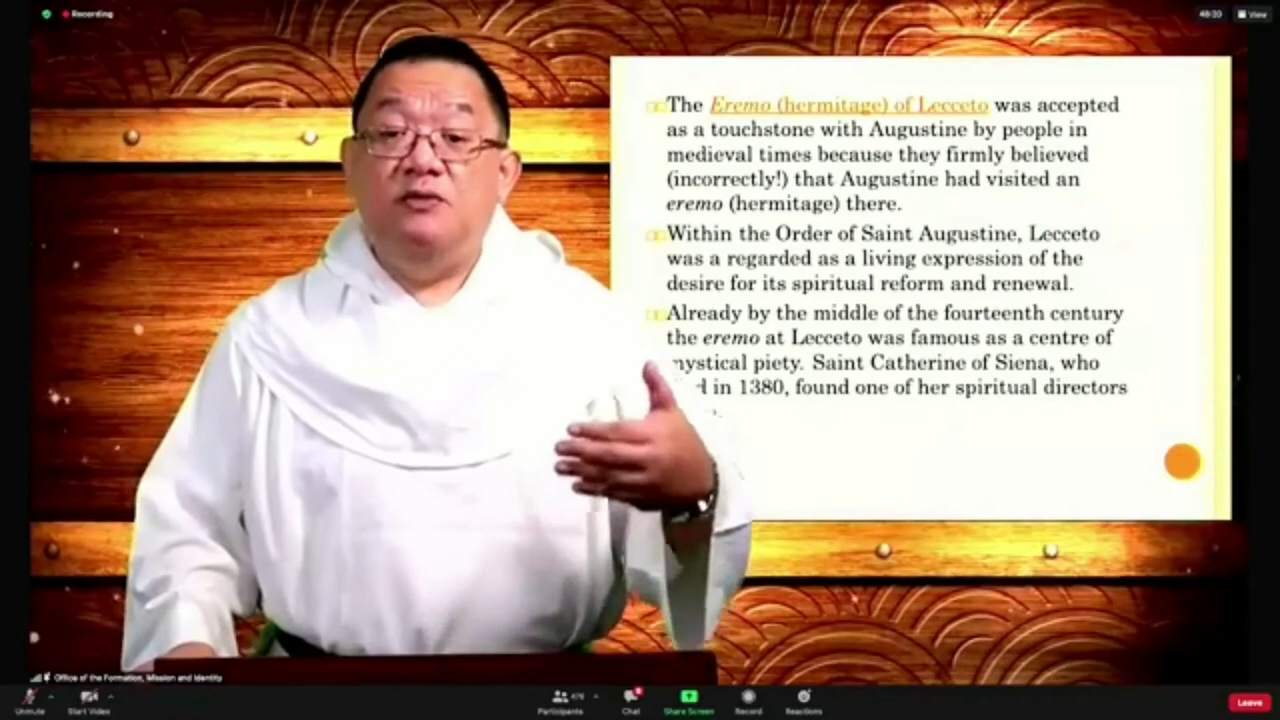 Recording
48:20
View
The Eremo (hermitage) of Lecceto was accepted
as a touchstone with Augustine by people in
medieval times because they firmly believed
(incorrectly!) that Augustine had visited an
eremo (hermitage) there.
Within the Order of Saint Augustine, Lecceto
was a regarded as a living expression of the
desire for its spiritual reform and renewal.
Already by the middle of the fourteenth century
the eremo at Lecceto was famous as a centre of
mystical piety. Saint Catherine of Siena, who
in 1380, found one of her spiritual directors
Office of the Formation, Mission and Identity
Unmute
Start Video
Participants
Chat
Share Screen
Record
Reactions
Leave